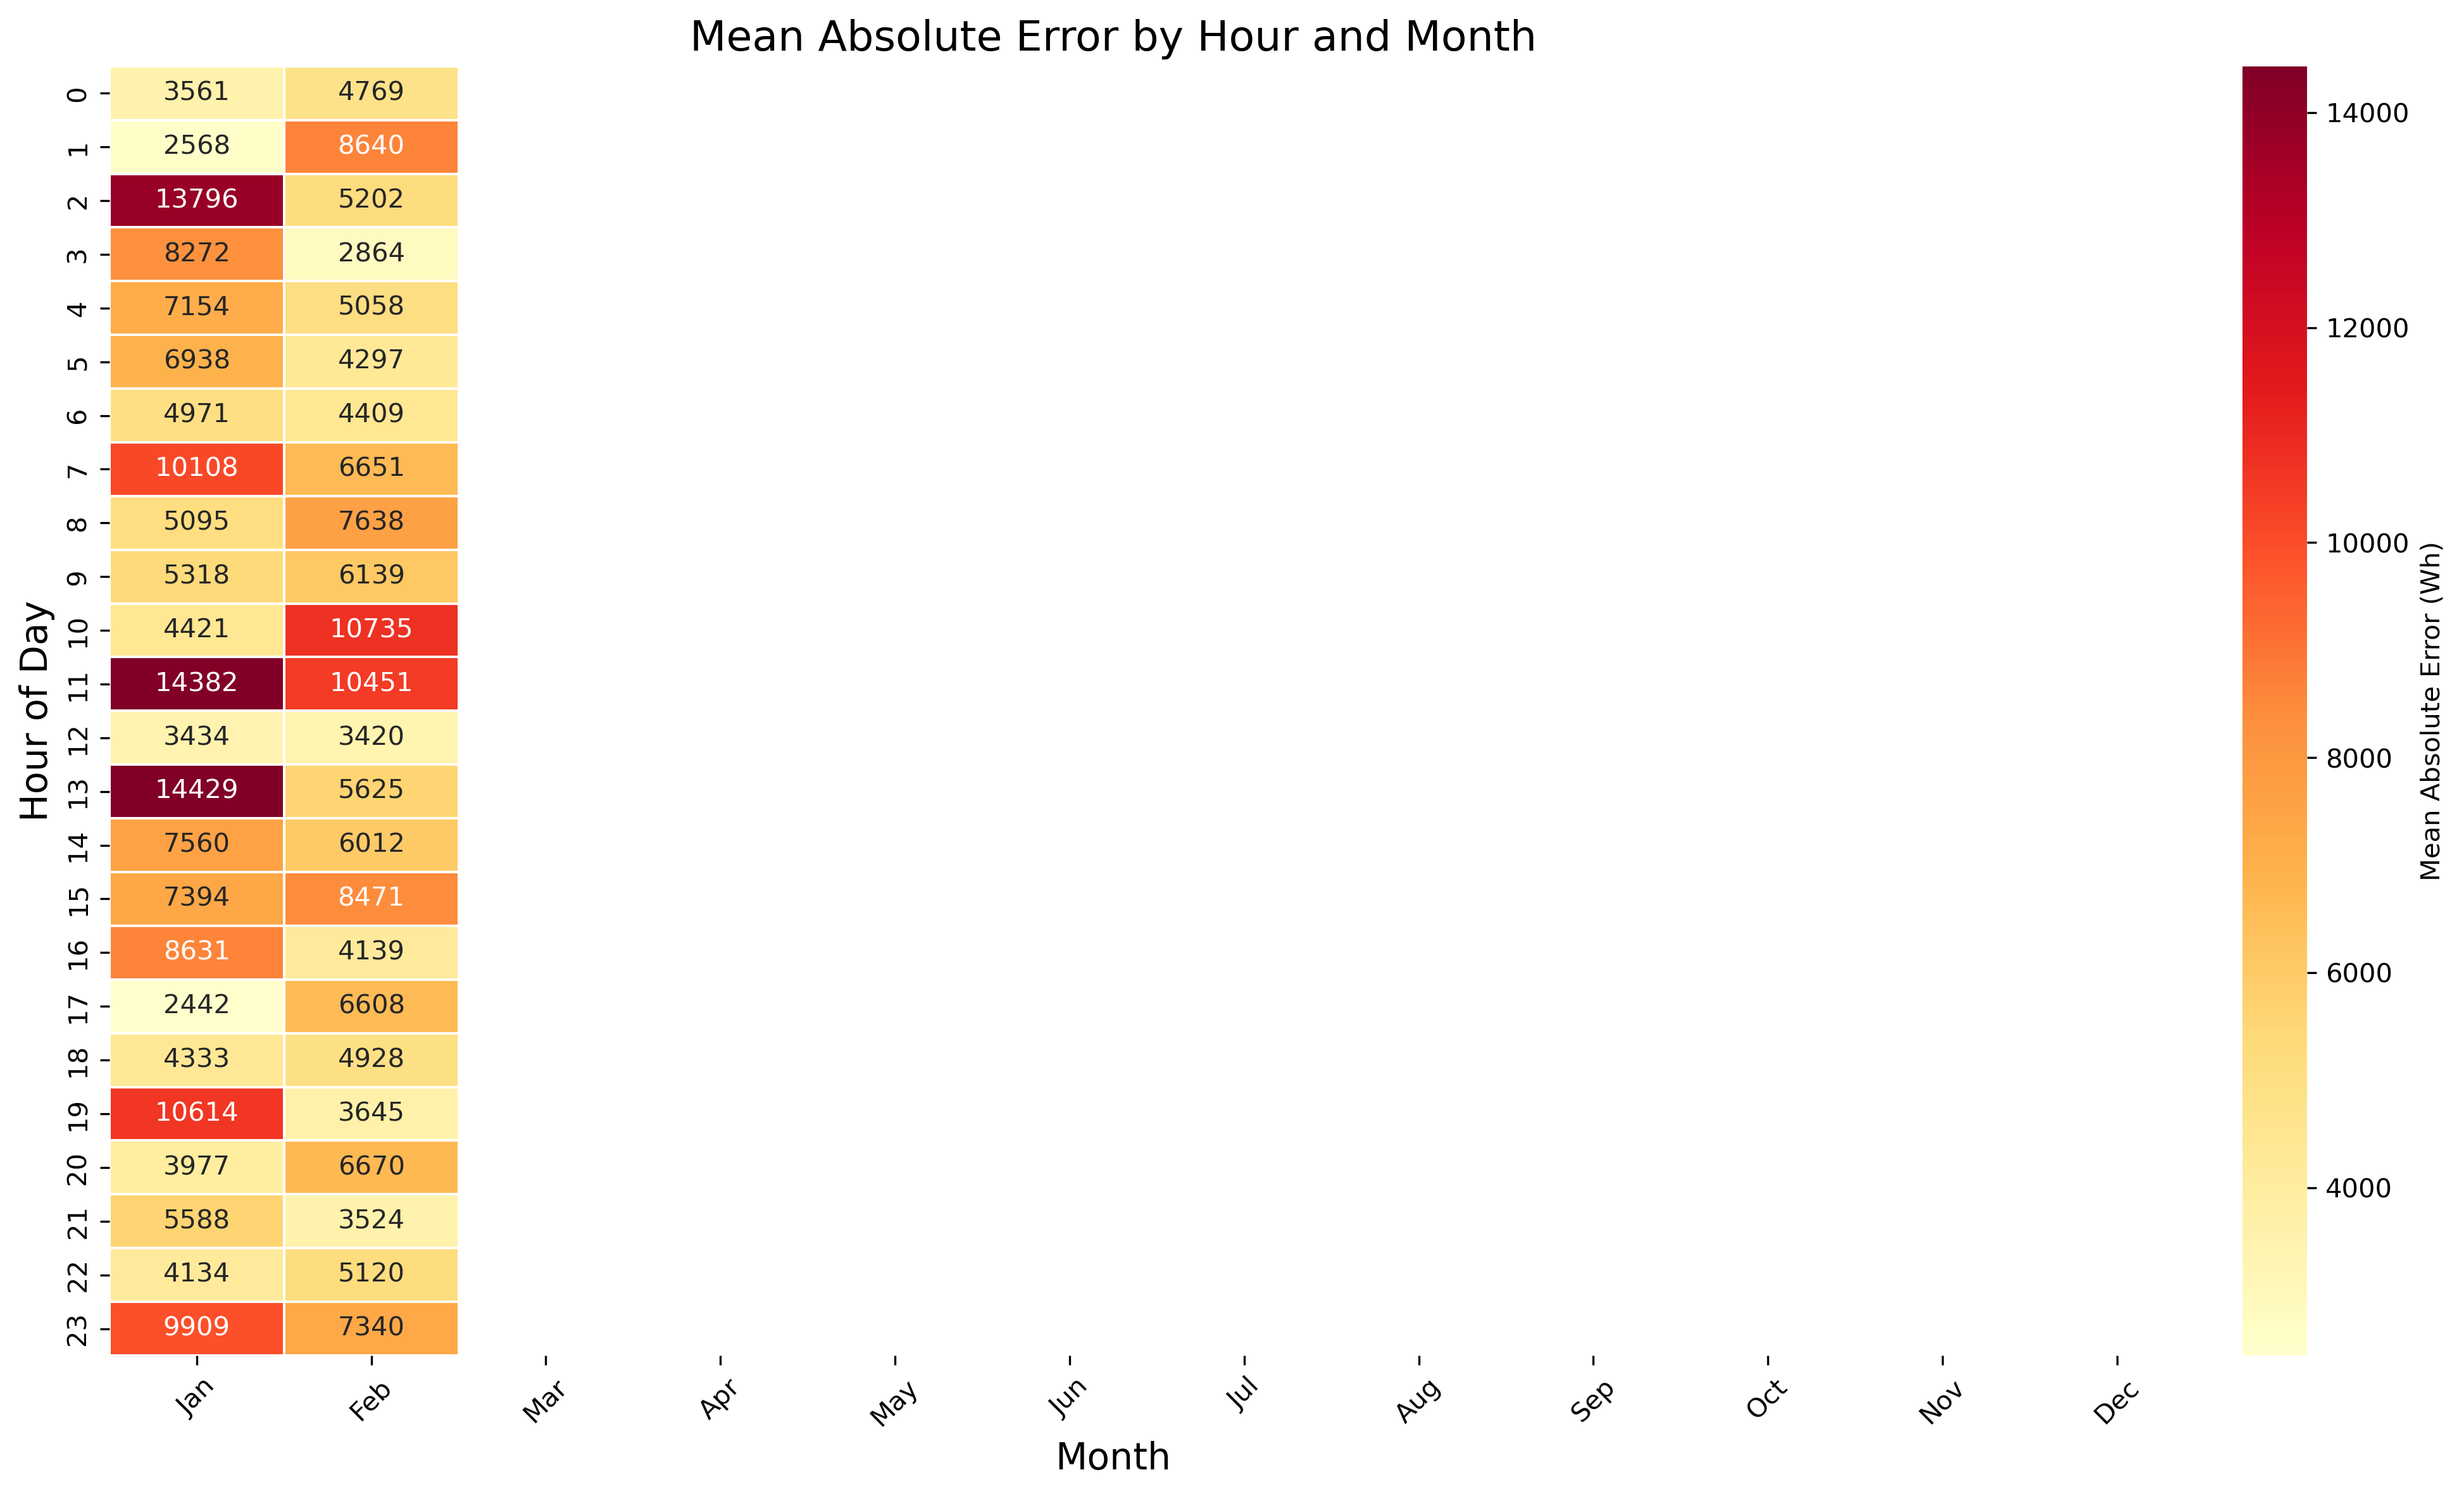 Mean Absolute Error by Hour and Month
0 3561 4769
1 2568 8640
2 13796 5202
3 8272 2864
4 7154 5058
5 6938 4297
6 4971 4409
7 10108 6651
8 5095 7638
9 5318 6139
10 4421 10735
11 14382 10451
12 3434 3420
13 14429 5625
14 7560 6012
15 7394 8471
16 8631 4139
17 2442 6608
18 4333 4928
19 10614 3645
20 3977 6670
21 5588 3524
22 4134 5120
23 9909 7340
Hour of Day
Jan Feb Mar Apr May Jun Jul Aug Sep Oct Nov Dec
Month
14000
12000
10000
8000
6000
4000
Mean Absolute Error (Wh)